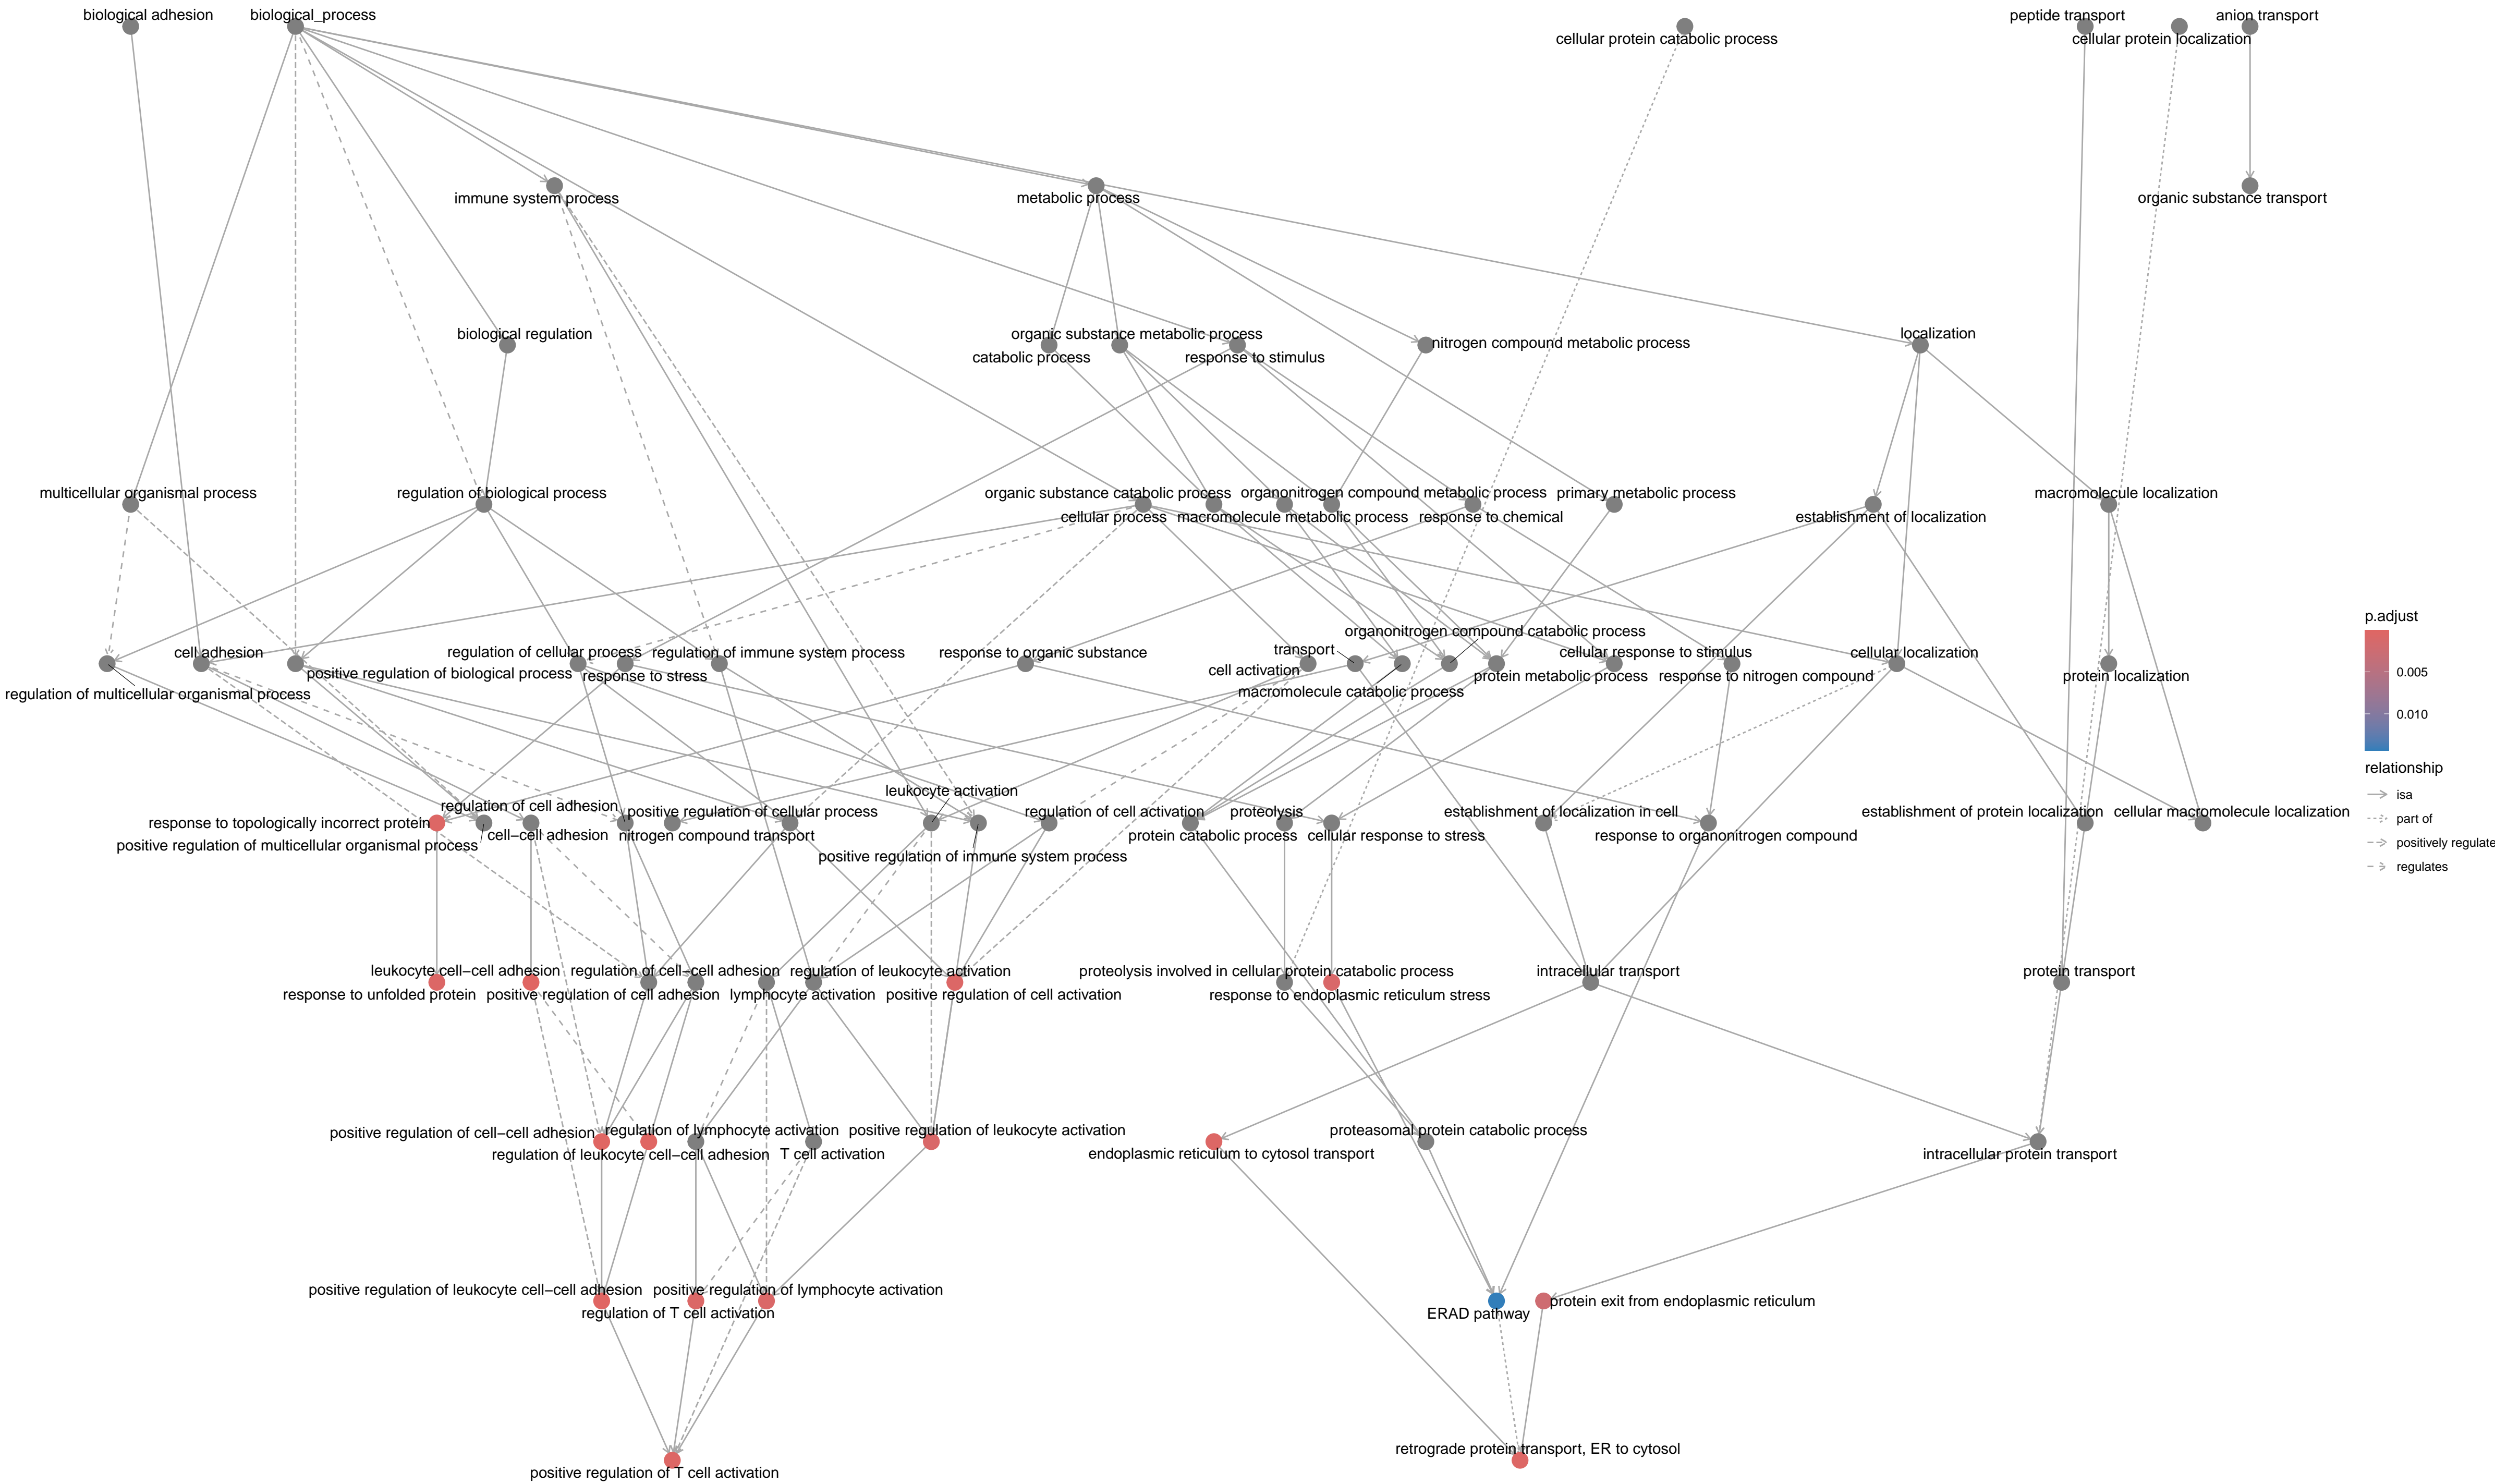 biological adhesion
biological_process
peptide transport
anion transport
cellular protein catabolic process
cellular protein localization
immune system process
metabolic process
organic substance transport
biological regulation
organic substance metabolic process
localization
nitrogen compound metabolic process
catabolic process
response to stimulus
multicellular organismal process
regulation of biological process
organic substance catabolic process
organonitrogen compound metabolic process
primary metabolic process
macromolecule localization
cellular process
macromolecule metabolic process
response to chemical
establishment of localization
p.adjust
0.005
0.010
relationship
isa
part of
positively regulate
regulates
organonitrogen compound catabolic process
transport
cell adhesion
regulation of cellular process
regulation of immune system process
response to organic substance
cellular response to stimulus
cellular localization
cell activation
positive regulation of biological process
response to stress
protein metabolic process
response to nitrogen compound
protein localization
regulation of multicellular organismal process
macromolecule catabolic process
leukocyte activation
regulation of cell adhesion
positive regulation of cellular process
regulation of cell activation
proteolysis
establishment of localization in cell
establishment of protein localization
cellular macromolecule localization
response to topologically incorrect protein
cell−cell adhesion
nitrogen compound transport
protein catabolic process
cellular response to stress
response to organonitrogen compound
positive regulation of multicellular organismal process
positive regulation of immune system process
leukocyte cell−cell adhesion
regulation of cell−cell adhesion
regulation of leukocyte activation
proteolysis involved in cellular protein catabolic process
intracellular transport
protein transport
response to unfolded protein
positive regulation of cell adhesion
lymphocyte activation
positive regulation of cell activation
response to endoplasmic reticulum stress
positive regulation of cell−cell adhesion
regulation of lymphocyte activation
positive regulation of leukocyte activation
proteasomal protein catabolic process
regulation of leukocyte cell−cell adhesion
T cell activation
endoplasmic reticulum to cytosol transport
intracellular protein transport
positive regulation of leukocyte cell−cell adhesion
positive regulation of lymphocyte activation
protein exit from endoplasmic reticulum
regulation of T cell activation
ERAD pathway
retrograde protein transport, ER to cytosol
positive regulation of T cell activation